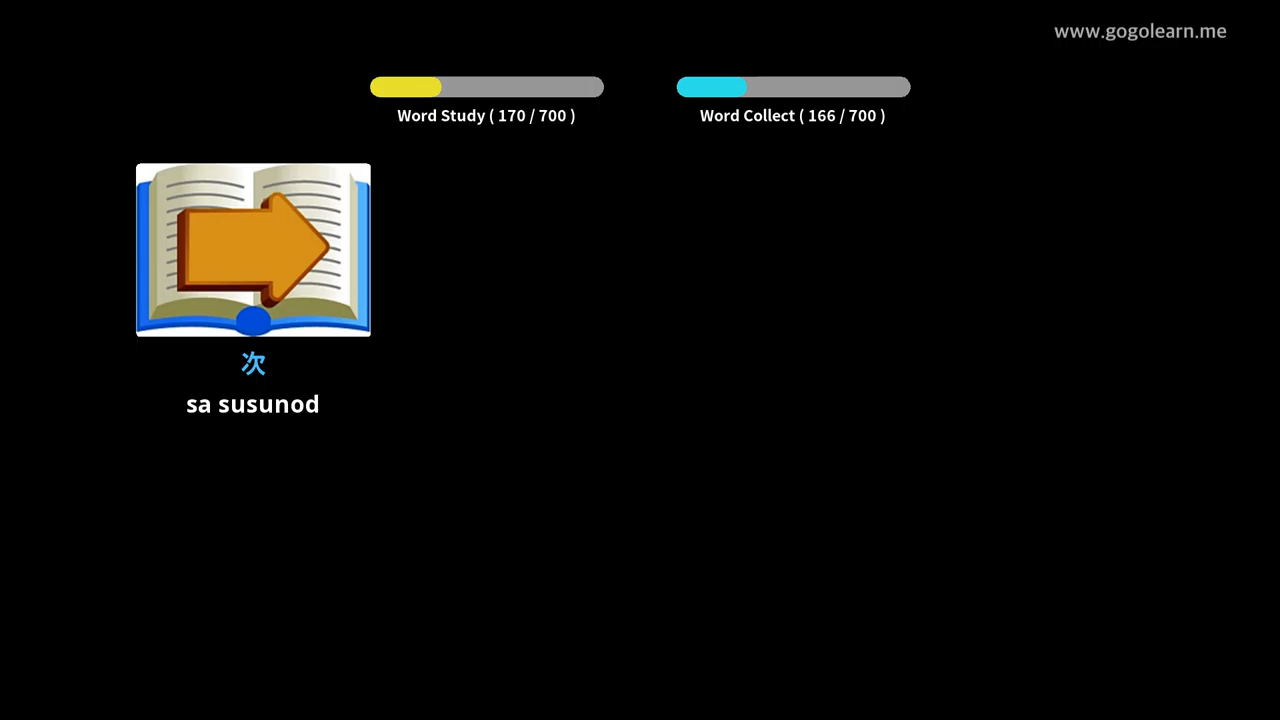 www.gogolearn.me
Word Study ( 170 / 700 )
Word Collect ( 166 / 700 )
次
sa susunod